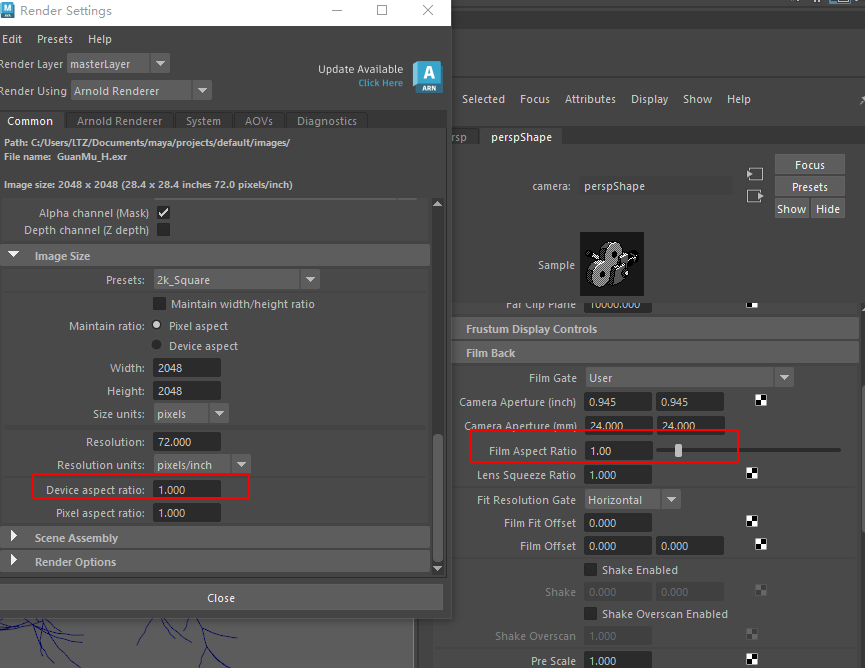 Render Settings
Edit Presets Help
Render Layer masterLayer
Render Using Arnold Renderer
Update Available
Click Here
A
ARN
Common Arnold Renderer System AOVs Diagnostics
Path: C:/Users/LTZ/Documents/maya/projects/default/images/
File name: GuanMu_H.exr
Image size: 2048 x 2048 (28.4 x 28.4 inches 72.0 pixels/inch)
Alpha channel (Mask)
Depth channel (Z depth)
Image Size
Presets: 2k_Square
Maintain width/height ratio
Maintain ratio: Pixel aspect
Device aspect
Width: 2048
Height: 2048
Size units: pixels
Resolution: 72.000
Resolution units: pixels/inch
Device aspect ratio: 1.000
Pixel aspect ratio: 1.000
Scene Assembly
Render Options
Close
Selected Focus Attributes Display Show Help
rsp perspShape
camera: perspShape
Focus
Presets
Show Hide
Sample
Far Clip Plane 10000.000
Frustum Display Controls
Film Back
Film Gate User
Camera Aperture (inch) 0.945 0.945
Camera Aperture (mm) 24.000 24.000
Film Aspect Ratio 1.00
Lens Squeeze Ratio 1.000
Fit Resolution Gate Horizontal
Film Fit Offset 0.000
Film Offset 0.000 0.000
Shake Enabled
Shake 0.000 0.000
Shake Overscan Enabled
Shake Overscan 1.000
Pre Scale 1.000